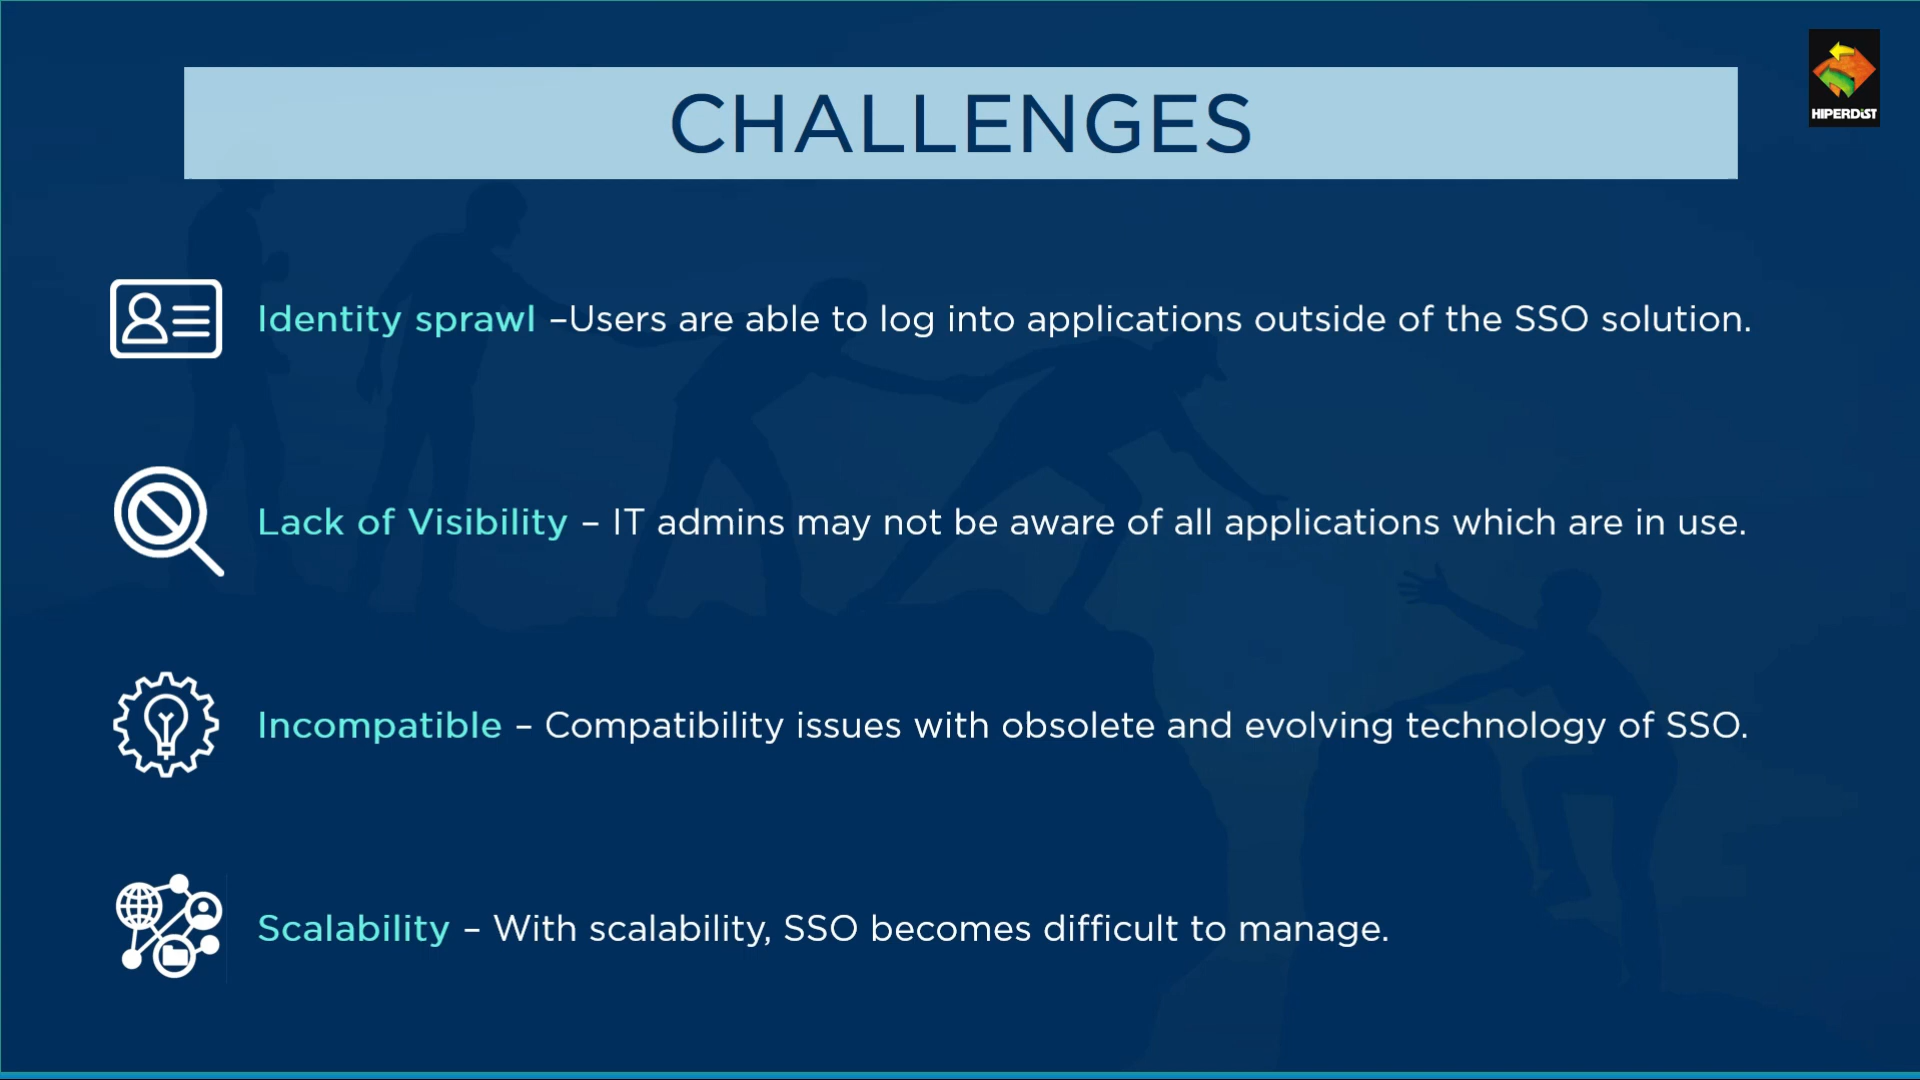 CHALLENGES
HIPERDIST
Identity sprawl –Users are able to log into applications outside of the SSO solution.
Lack of Visibility – IT admins may not be aware of all applications which are in use.
Incompatible – Compatibility issues with obsolete and evolving technology of SSO.
Scalability – With scalability, SSO becomes difficult to manage.